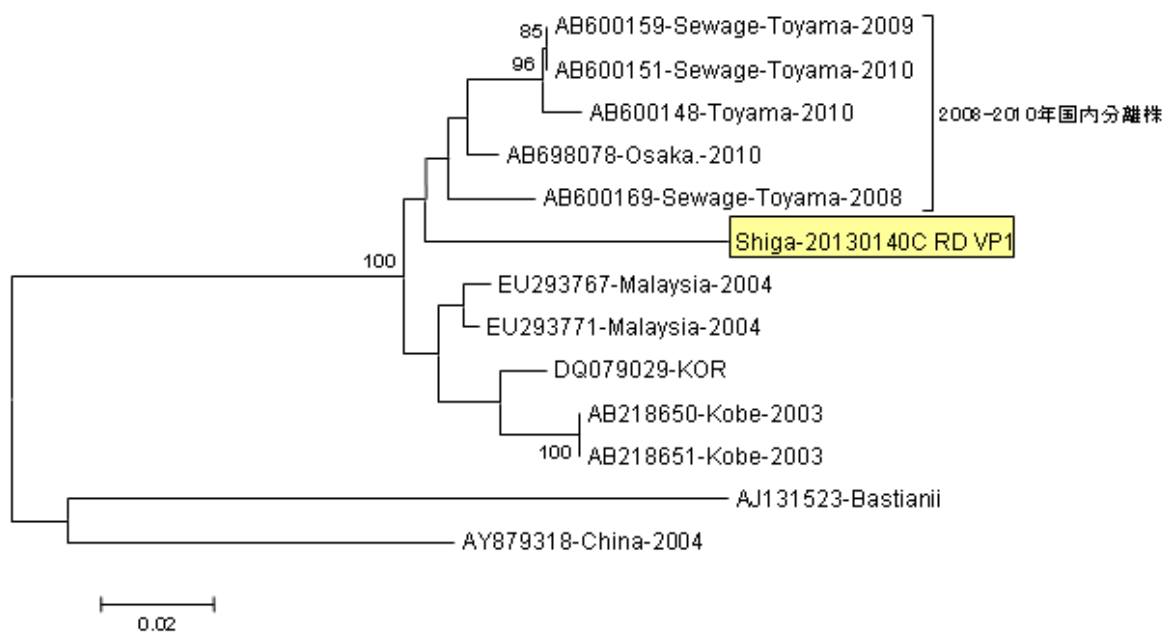 85
AB600159-Sewage-Toyama-2009
96
AB600151-Sewage-Toyama-2010
AB600148-Toyama-2010
2008-2010年国内分離株
AB698078-Osaka.-2010
AB600169-Sewage-Toyama-2008
Shiga-20130140C RD VP1
100
EU293767-Malaysia-2004
EU293771-Malaysia-2004
DQ079029-KOR
AB218650-Kobe-2003
100
AB218651-Kobe-2003
AJ131523-Bastianii
AY879318-China-2004
0.02